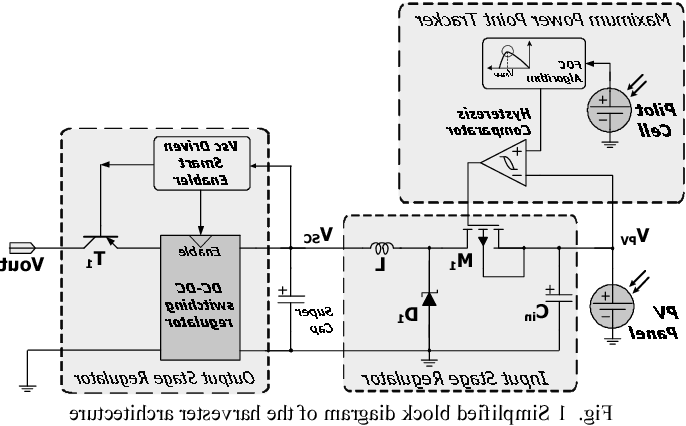 Maximum Power Point Tracker
FOC
Algorithm
V_MPP
Pilot
Cell
Hysteresis
Comparator
Vsc Driven
Smart
Enabler
Vout
T1
Enable
DC-DC
switching
regulator
VSC
Super
Cap
L
M1
D1
Cin
VPV
PV
Panel
Input Stage Regulator
Output Stage Regulator
Fig. 1 Simplified block diagram of the harvester architecture